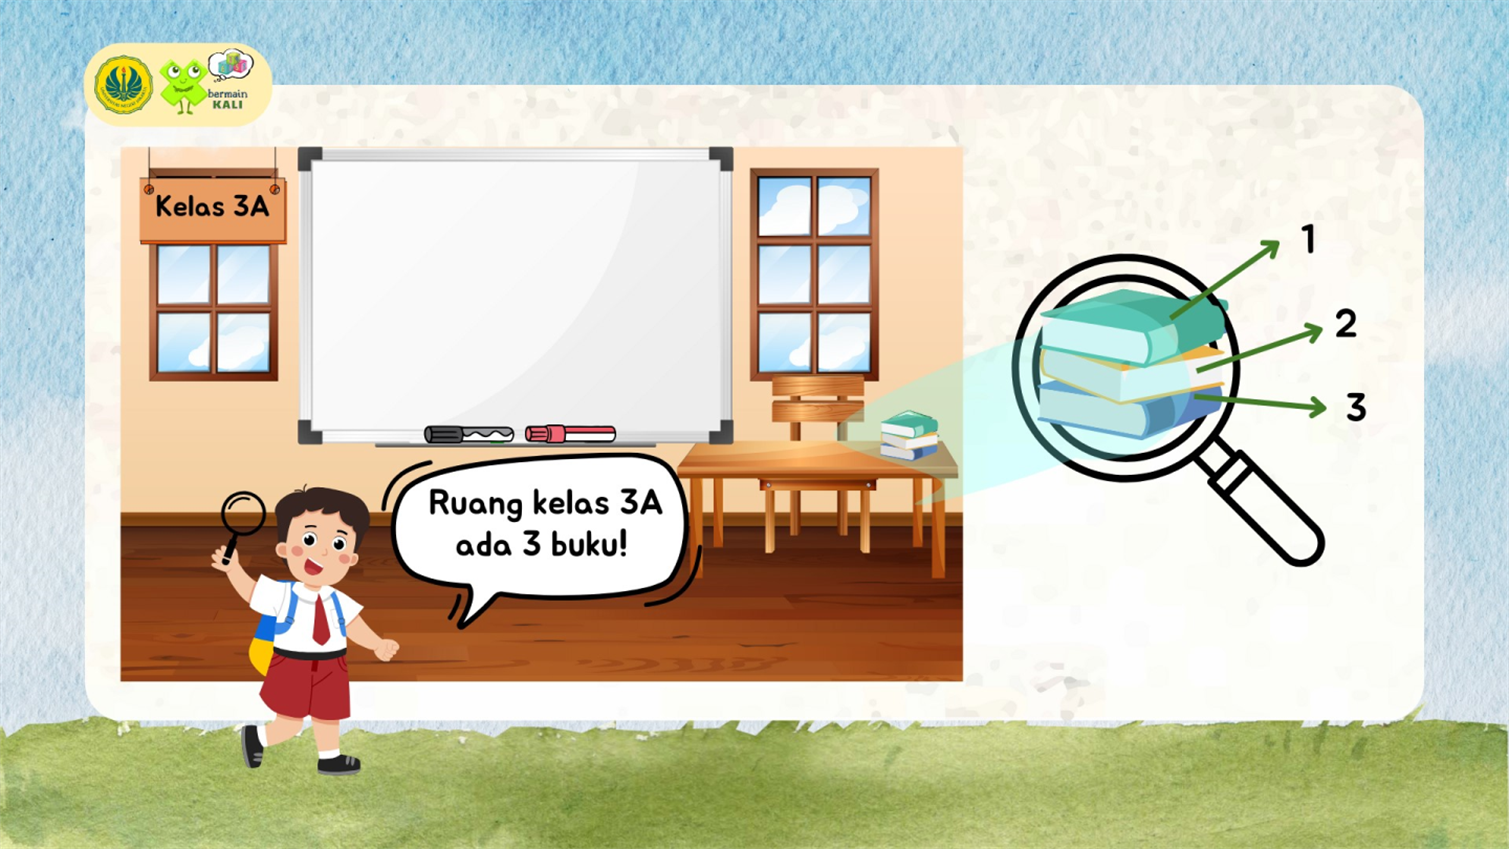 bermain
KALI
Kelas 3A
Ruang kelas 3A
ada 3 buku!
1
2
3